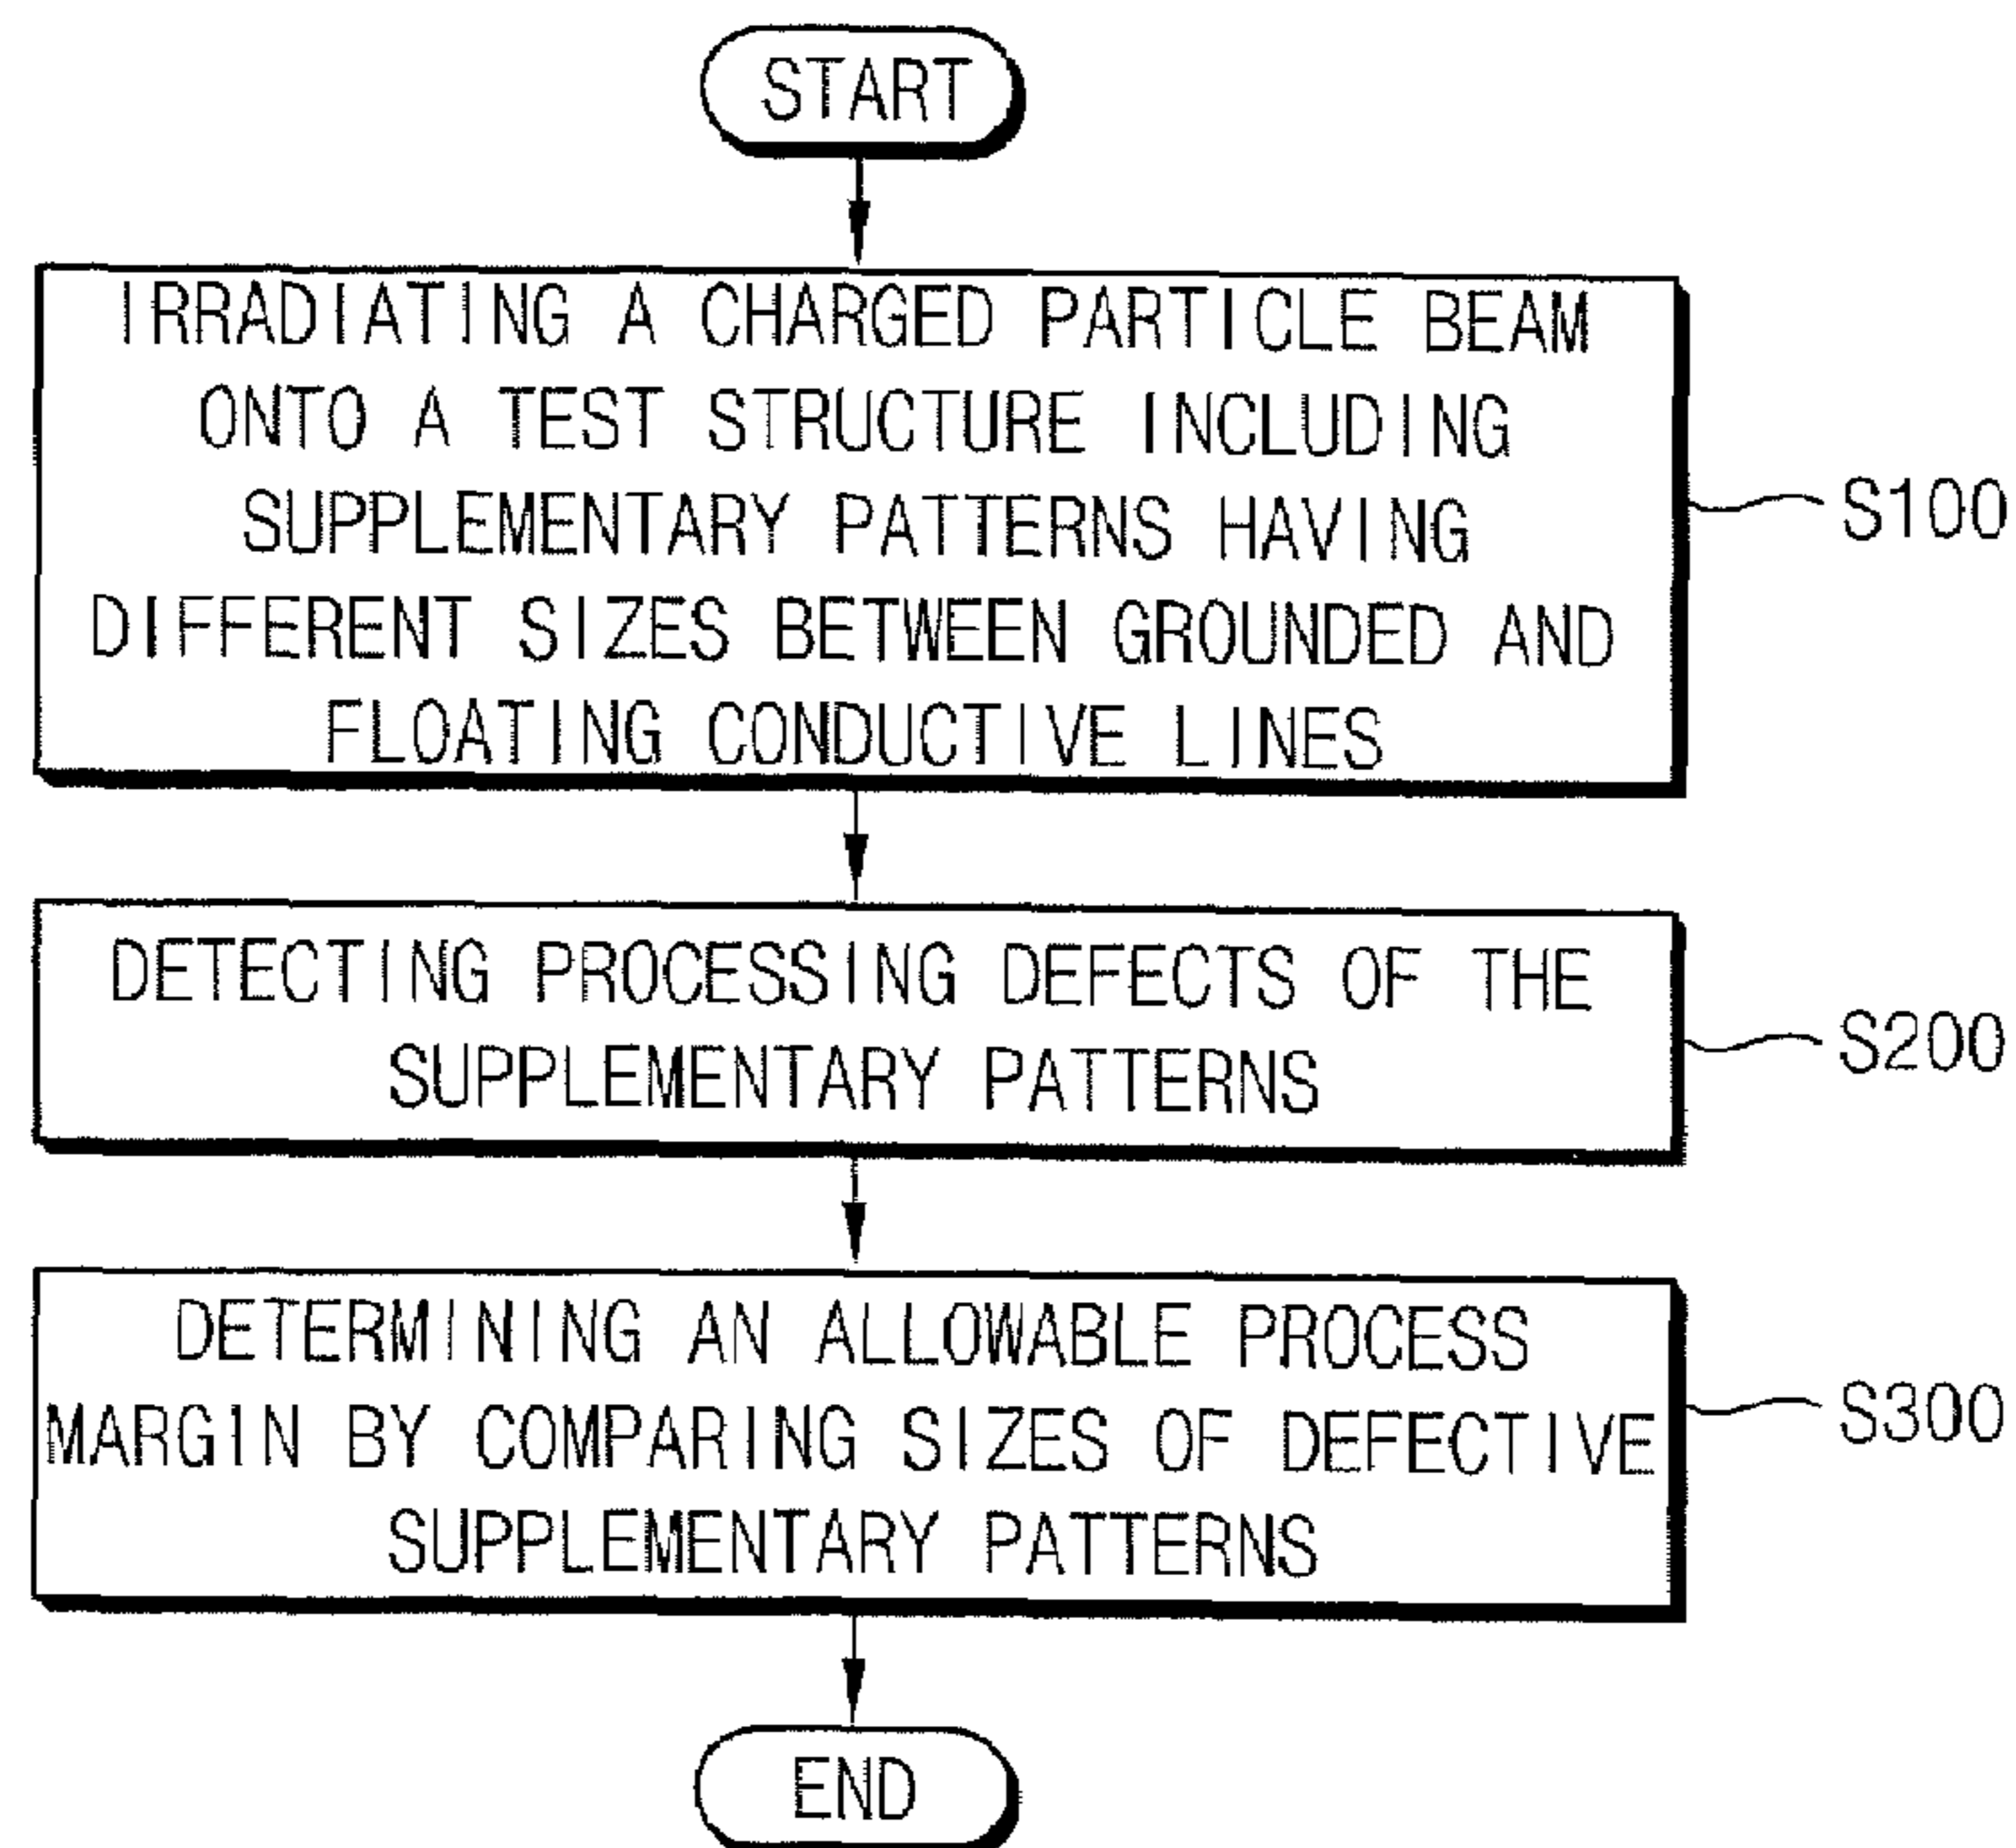 START
IRRADIATING A CHARGED PARTICLE BEAM
ONTO A TEST STRUCTURE INCLUDING
SUPPLEMENTARY PATTERNS HAVING
DIFFERENT SIZES BETWEEN GROUNDED AND
FLOATING CONDUCTIVE LINES
S100
DETECTING PROCESSING DEFECTS OF THE
SUPPLEMENTARY PATTERNS
S200
DETERMINING AN ALLOWABLE PROCESS
MARGIN BY COMPARING SIZES OF DEFECTIVE
SUPPLEMENTARY PATTERNS
S300
END